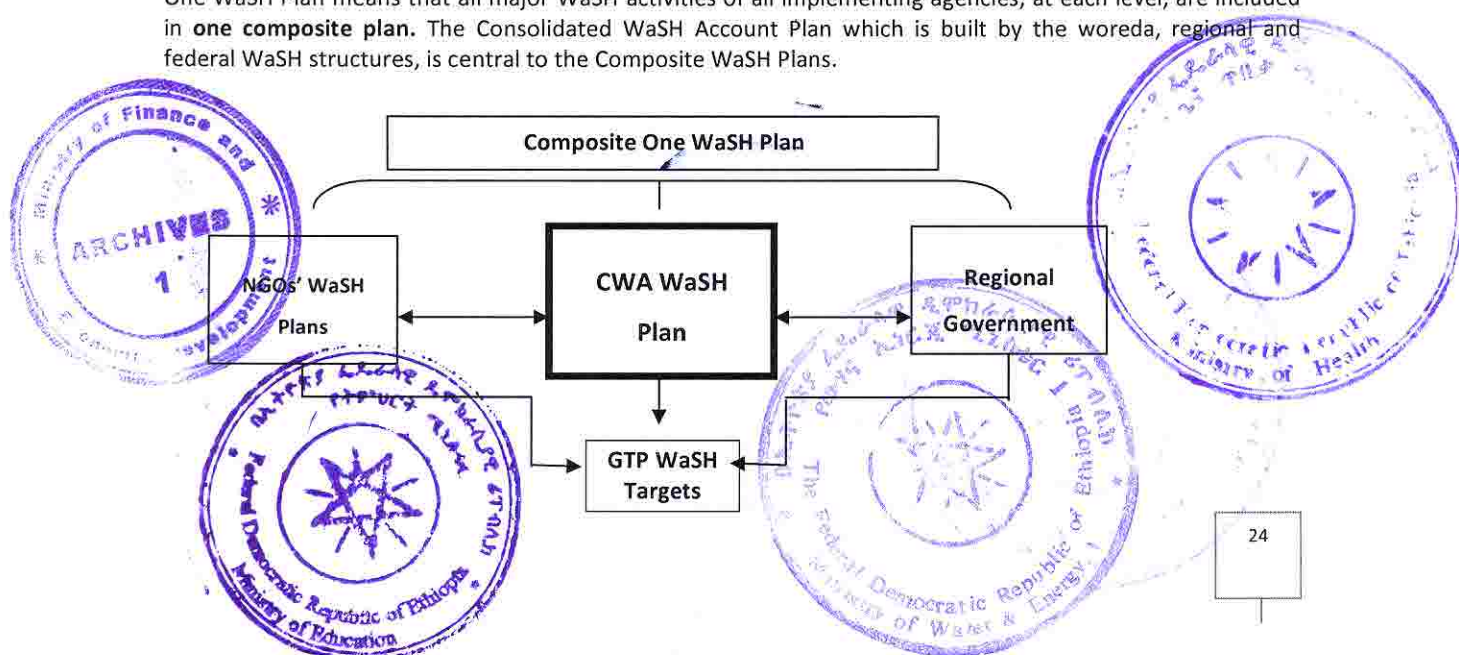 One WaSH Plan means that all major WaSH activities of all implementing agencies, at each level, are included
in one composite plan. The Consolidated WaSH Account Plan which is built by the woreda, regional and
federal WaSH structures, is central to the Composite WaSH Plans.
Composite One WaSH Plan
NGOs' WaSH
Plans
CWA WaSH
Plan
Regional
Government
GTP WaSH
Targets
24
Ministry of Finance and
Development
ARCHIVES
1
Federal Democratic Republic of Ethiopia
Ministry of Education
The Federal Democratic Republic of Ethiopia
Ministry of Water & Energy
Ministry of Health